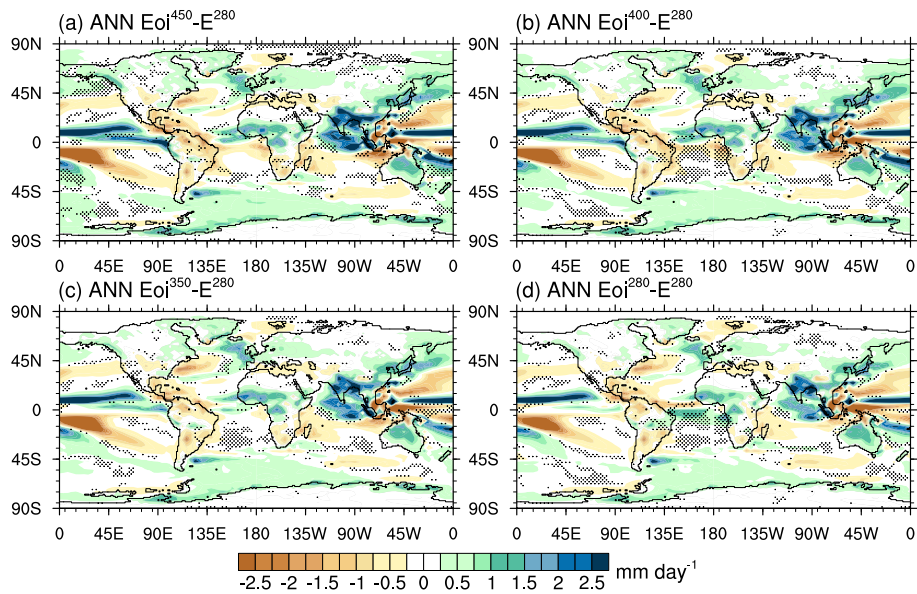 (a) ANN Eoi⁴⁵⁰-E²⁸⁰ (b) ANN Eoi⁴⁰⁰-E²⁸⁰
90N 90N
45N 45N
0 0
45S 45S
90S 90S
0 45E 90E 135E 180 135W 90W 45W 0 0 45E 90E 135E 180 135W 90W 45W 0
(c) ANN Eoi³⁵⁰-E²⁸⁰ (d) ANN Eoi²⁸⁰-E²⁸⁰
90N 90N
45N 45N
0 0
45S 45S
90S 90S
0 45E 90E 135E 180 135W 90W 45W 0 0 45E 90E 135E 180 135W 90W 45W 0
-2.5 -2 -1.5 -1 -0.5 0 0.5 1 1.5 2 2.5 mm day⁻¹